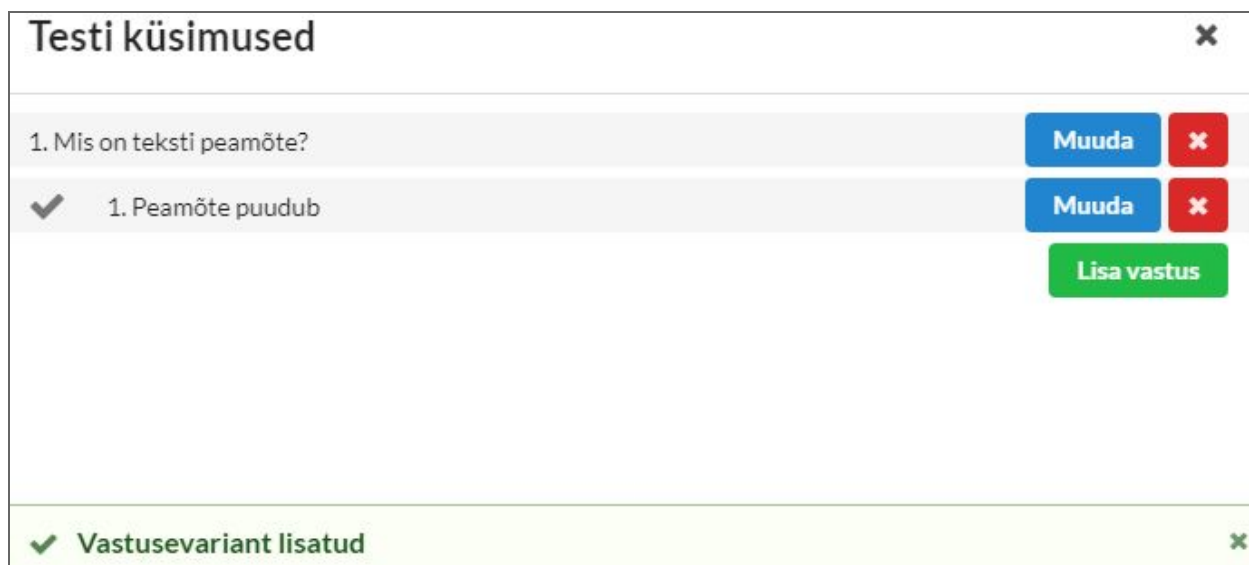 Testi küsimused
1. Mis on teksti peamõte?
Muuda
1. Peamõte puudub
Muuda
Lisa vastus
Vastusevariant lisatud